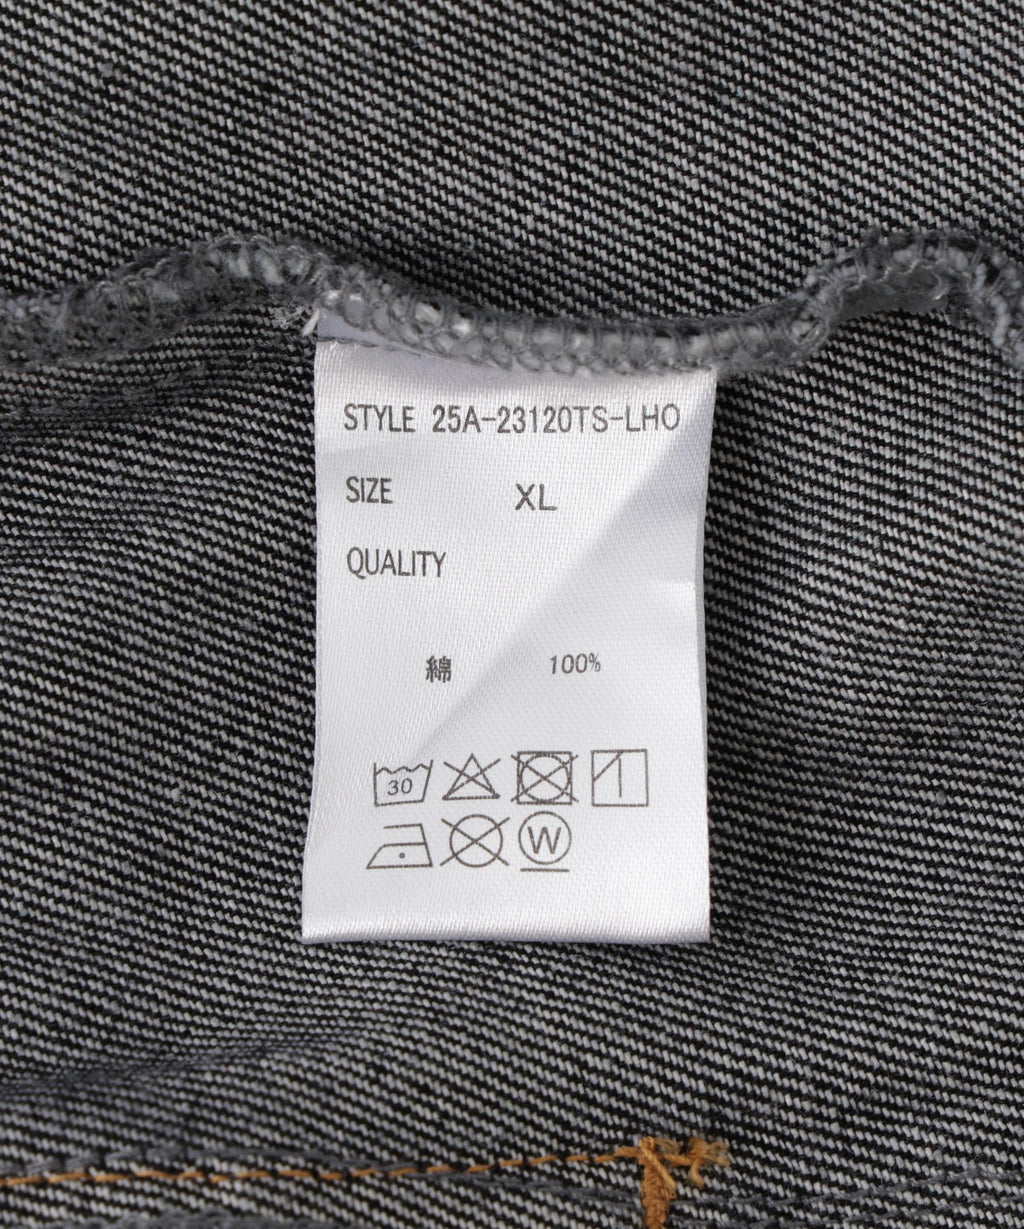 STYLE 25A-23120TS-LHO
SIZE XL
QUALITY
綿 100%
30
W